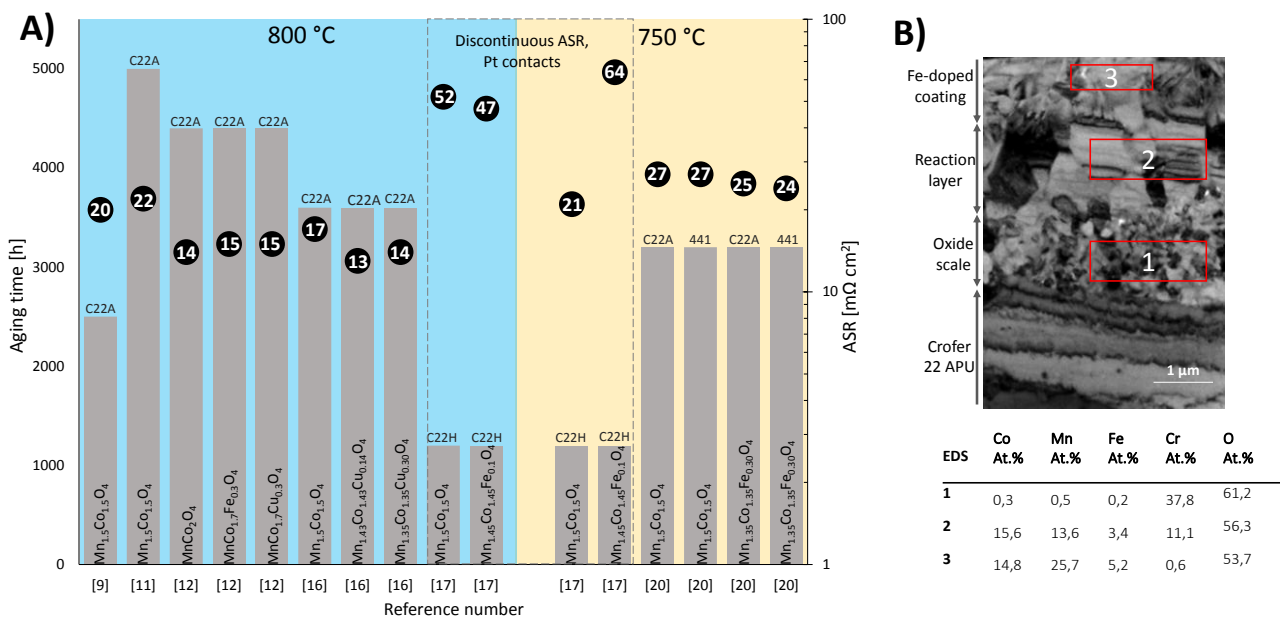 A)
800 °C
750 °C
Discontinuous ASR,
Pt contacts
Aging time [h]
5000
4000
3000
2000
1000
0
ASR [mΩ cm²]
100
10
1
C22A
C22A
C22A
C22A
C22A
C22A
C22A
C22A
C22H
C22H
C22H
C22H
C22A
441
C22A
441
20
22
14
15
15
17
13
14
52
47
21
64
27
27
25
24
Mn₁.₅Co₁.₅O₄
Mn₁.₅Co₁.₅O₄
MnCo₂O₄
MnCo₁.₇Fe₀.₃O₄
MnCo₁.₇Cu₀.₃O₄
Mn₁.₅Co₁.₅O₄
Mn₁.₄₃Co₁.₄₃Cu₀.₁₄O₄
Mn₁.₃₅Co₁.₃₅Cu₀.₃₀O₄
Mn₁.₅Co₁.₅O₄
Mn₁.₄₅Co₁.₄₅Fe₀.₁O₄
Mn₁.₅Co₁.₅O₄
Mn₁.₄₅Co₁.₄₅Fe₀.₁O₄
Mn₁.₅Co₁.₅O₄
Mn₁.₅Co₁.₅O₄
Mn₁.₃₅Co₁.₃₅Fe₀.₃₀O₄
Mn₁.₃₅Co₁.₃₅Fe₀.₃₀O₄
[9] [11] [12] [12] [12] [16] [16] [16] [17] [17] [17] [17] [20] [20] [20] [20]
Reference number
B)
Fe-doped
coating
Reaction
layer
Oxide
scale
Crofer
22 APU
3
2
1
1 µm
EDS Co At.% Mn At.% Fe At.% Cr At.% O At.%
1 0,3 0,5 0,2 37,8 61,2
2 15,6 13,6 3,4 11,1 56,3
3 14,8 25,7 5,2 0,6 53,7